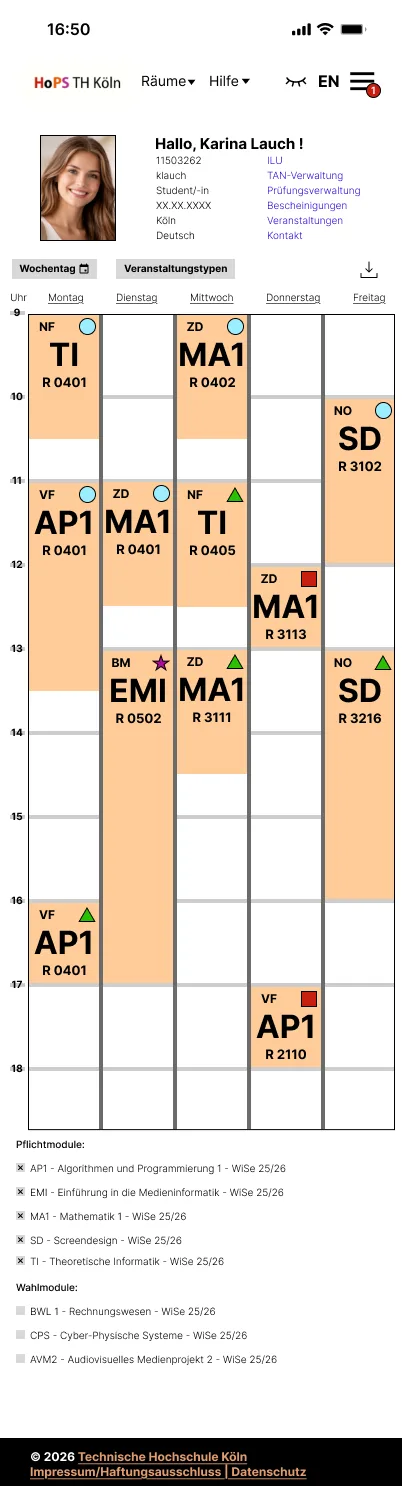 16:50
HoPS TH Köln Räume Hilfe EN
1
Hallo, Karina Lauch !
11503262 ILU
klauch TAN-Verwaltung
Student/-in Prüfungsverwaltung
XX.XX.XXXX Bescheinigungen
Köln Veranstaltungen
Deutsch Kontakt
Wochentag Veranstaltungstypen
Uhr Montag Dienstag Mittwoch Donnerstag Freitag
9
NF ZD
TI MA1
R 0401 R 0402
10
NO
SD
R 3102
11
VF ZD NF
AP1 MA1 TI
R 0401 R 0401 R 0405
12
ZD
MA1
R 3113
13
BM ZD NO
EMI MA1 SD
R 0502 R 3111 R 3216
14
15
16
VF
AP1
R 0401
17
VF
AP1
R 2110
18
Pflichtmodule:
AP1 - Algorithmen und Programmierung 1 - WiSe 25/26
EMI - Einführung in die Medieninformatik - WiSe 25/26
MA1 - Mathematik 1 - WiSe 25/26
SD - Screendesign - WiSe 25/26
TI - Theoretische Informatik - WiSe 25/26
Wahlmodule:
BWL 1 - Rechnungswesen - WiSe 25/26
CPS - Cyber-Physische Systeme - WiSe 25/26
AVM2 - Audiovisuelles Medienprojekt 2 - WiSe 25/26
© 2026 Technische Hochschule Köln
Impressum/Haftungsausschluss | Datenschutz